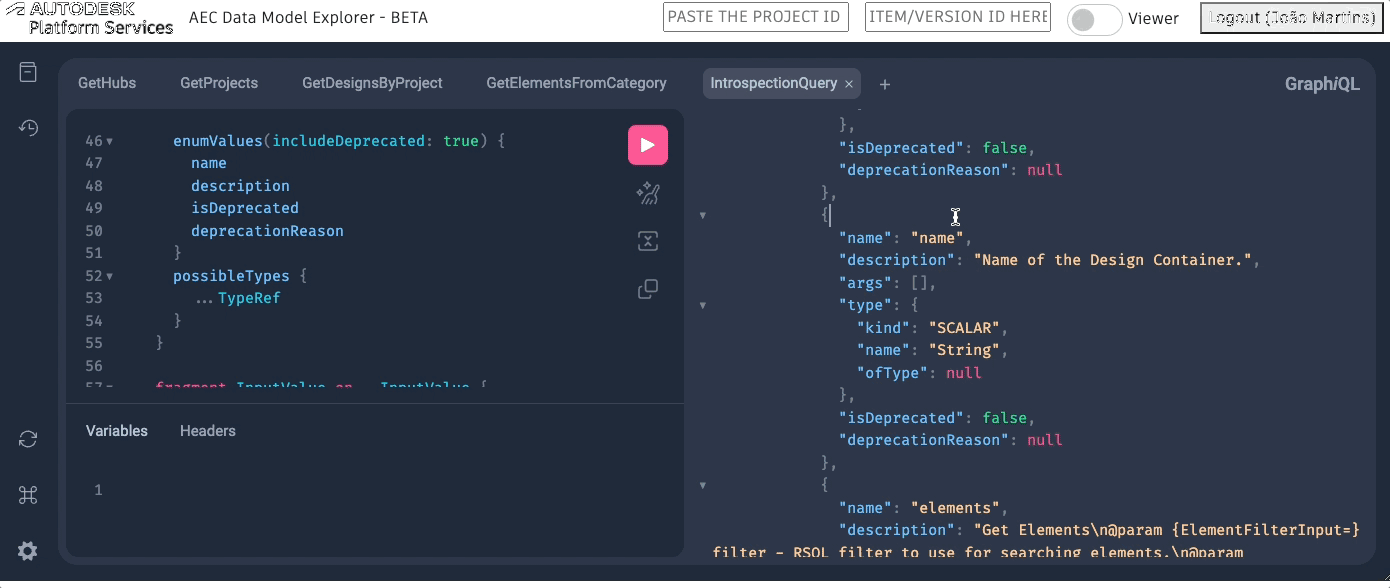 AUTODESK
Platform Services
AEC Data Model Explorer - BETA
PASTE THE PROJECT ID
ITEM/VERSION ID HERE
Viewer
Logout (João Martins)
GetHubs
GetProjects
GetDesignsByProject
GetElementsFromCategory
IntrospectionQuery ×
+
GraphiQL
46 enumValues(includeDeprecated: true) {
47 name
48 description
49 isDeprecated
50 deprecationReason
51 }
52 possibleTypes {
53 ...TypeRef
54 }
55 }
56
57 fragment InputValue on __InputValue {
Variables
Headers
1
},
"isDeprecated": false,
"deprecationReason": null
},
{
"name": "name",
"description": "Name of the Design Container.",
"args": [],
"type": {
"kind": "SCALAR",
"name": "String",
"ofType": null
},
"isDeprecated": false,
"deprecationReason": null
},
{
"name": "elements",
"description": "Get Elements\n@param {ElementFilterInput=}
filter - RSQL filter to use for searching elements.\n@param